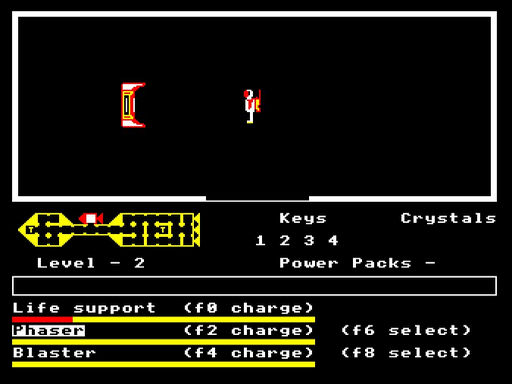 Keys Crystals
1 2 3 4
T T
Level - 2 Power Packs -
Life support (f0 charge)
Phaser (f2 charge) (f6 select)
Blaster (f4 charge) (f8 select)